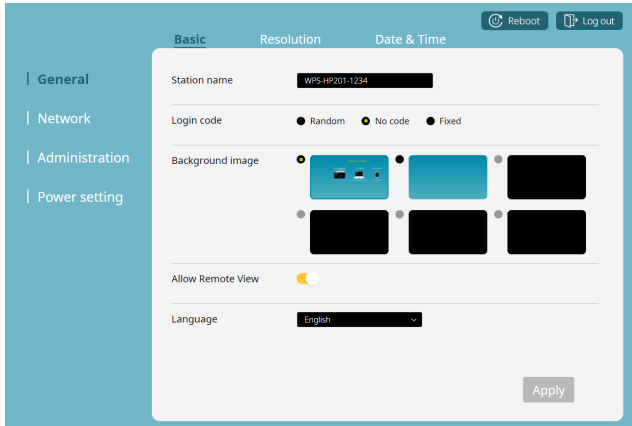 Reboot
Log out
Basic
Resolution
Date & Time
General
Network
Administration
Power setting
Station name
WPS-HP201-1234
Login code
Random
No code
Fixed
Background image
Allow Remote View
Language
English
Apply